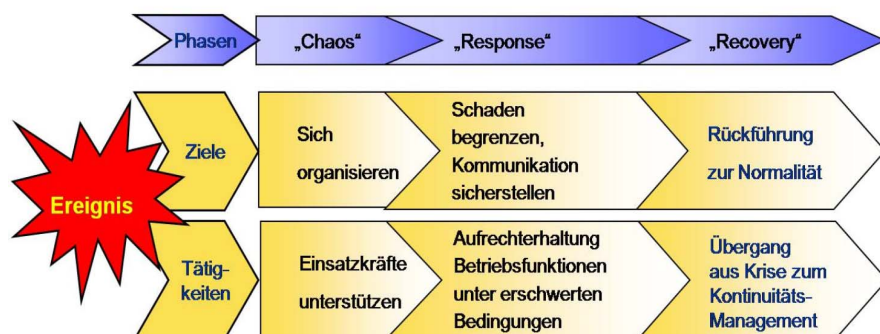 Phasen
„Chaos“
„Response“
„Recovery“
Ereignis
Ziele
Sich
organisieren
Schaden
begrenzen,
Kommunikation
sicherstellen
Rückführung
zur Normalität
Tätig-
keiten
Einsatzkräfte
unterstützen
Aufrechterhaltung
Betriebsfunktionen
unter erschwerten
Bedingungen
Übergang
aus Krise zum
Kontinuitäts-
Management